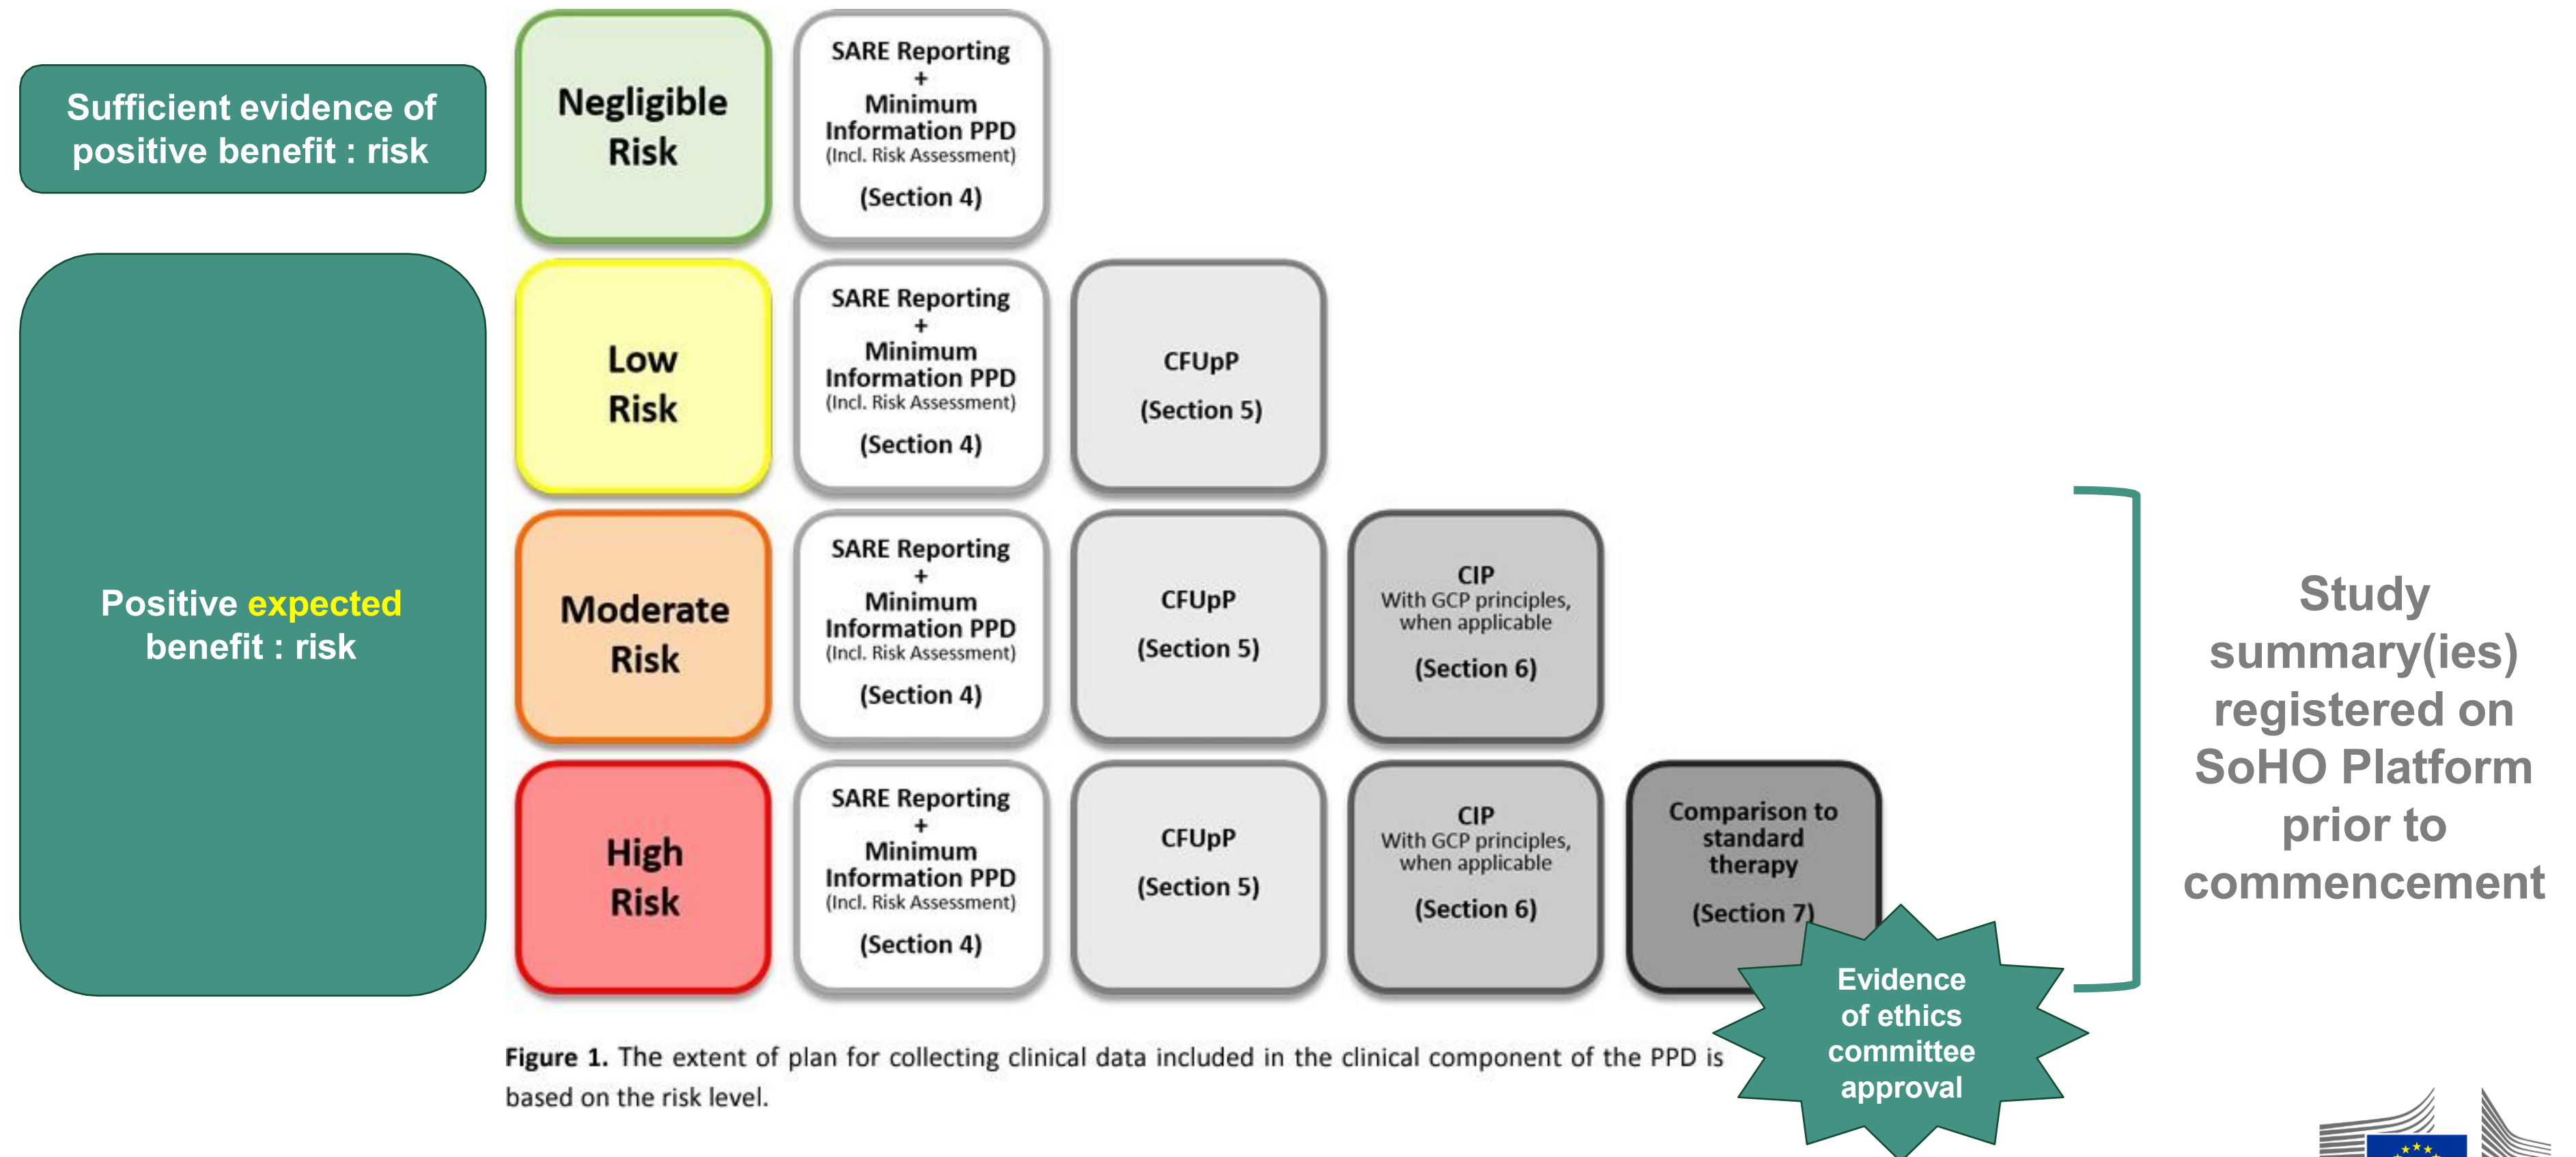 Sufficient evidence of
positive benefit : risk
Negligible
Risk
SARE Reporting
+
Minimum
Information PPD
(Incl. Risk Assessment)
(Section 4)
Positive expected
benefit : risk
Low
Risk
SARE Reporting
+
Minimum
Information PPD
(Incl. Risk Assessment)
(Section 4)
CFUpP
(Section 5)
Moderate
Risk
SARE Reporting
+
Minimum
Information PPD
(Incl. Risk Assessment)
(Section 4)
CFUpP
(Section 5)
CIP
With GCP principles,
when applicable
(Section 6)
High
Risk
SARE Reporting
+
Minimum
Information PPD
(Incl. Risk Assessment)
(Section 4)
CFUpP
(Section 5)
CIP
With GCP principles,
when applicable
(Section 6)
Comparison to
standard
therapy
(Section 7)
Evidence
of ethics
committee
approval
Study
summary(ies)
registered on
SoHO Platform
prior to
commencement
Figure 1. The extent of plan for collecting clinical data included in the clinical component of the PPD is
based on the risk level.